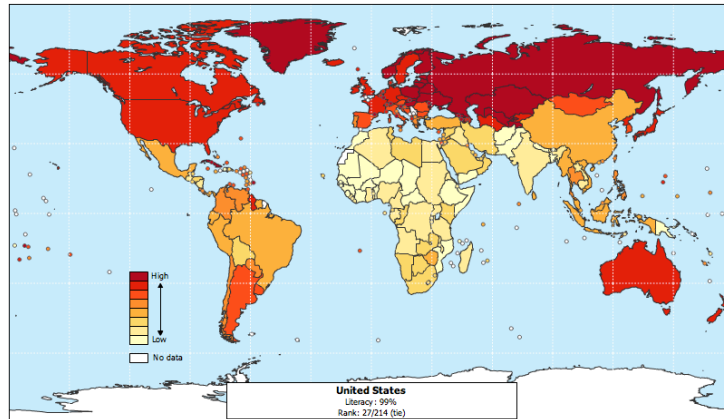 High
Low
No data
United States
Literacy: 99%
Rank: 27/214 (tie)